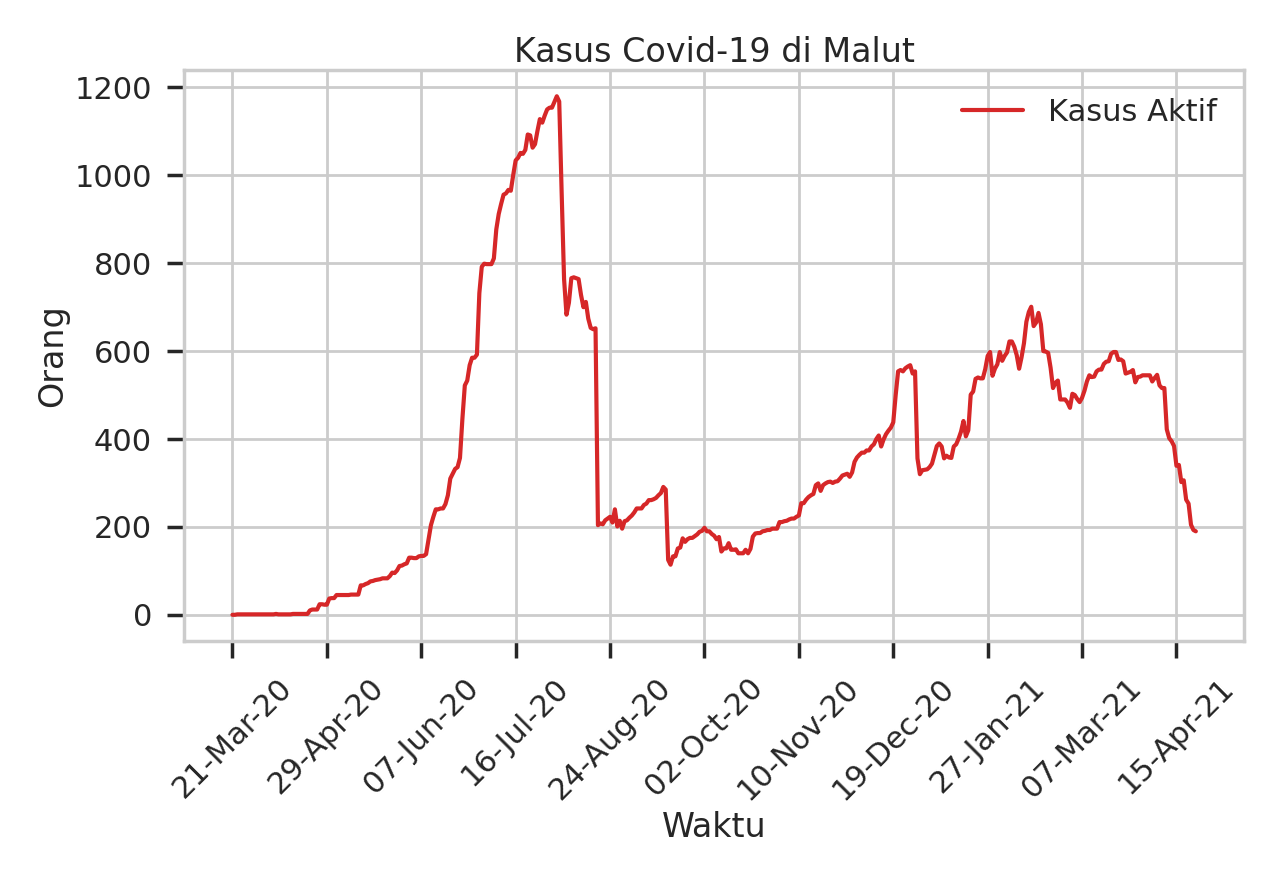 Kasus Covid-19 di Malut
Kasus Aktif
1200
1000
800
600
400
200
0
Orang
21-Mar-20
29-Apr-20
07-Jun-20
16-Jul-20
24-Aug-20
02-Oct-20
10-Nov-20
19-Dec-20
27-Jan-21
07-Mar-21
15-Apr-21
Waktu